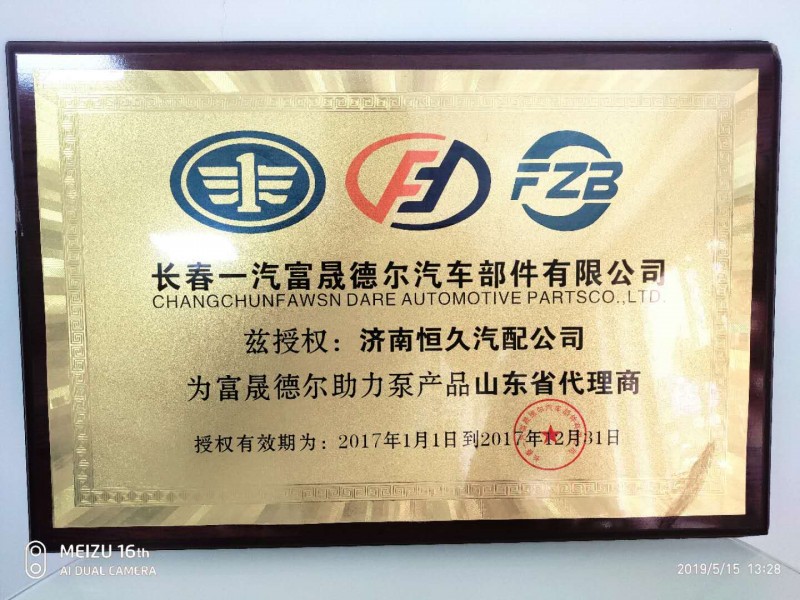 1
FZB
长春一汽富晟德尔汽车部件有限公司
CHANGCHUNFAWSN DARE AUTOMOTIVE PARTSCO.,LTD.
兹授权：济南恒久汽配公司
为富晟德尔助力泵产品山东省代理商
授权有效期为：2017年1月1日到2017年12月31日
MEIZU 16th
AI DUAL CAMERA
2019/5/15 13:28